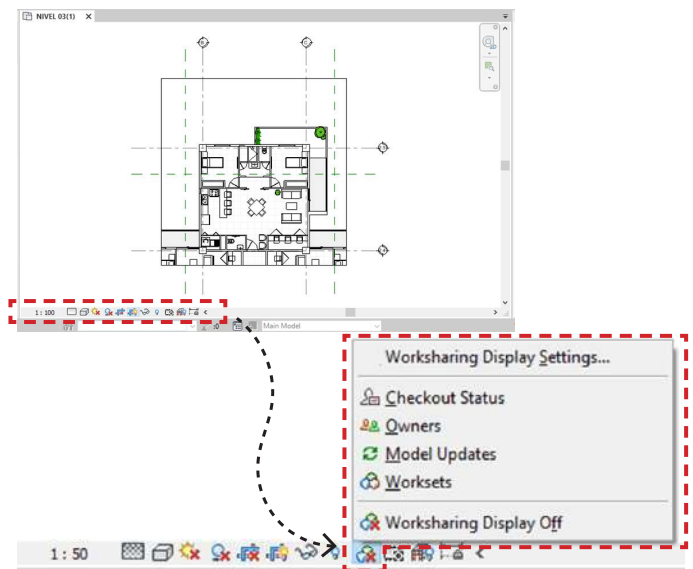 NIVEL 03(1)
1 : 100
:0
Main Model
Worksharing Display Settings...
Checkout Status
Owners
Model Updates
Worksets
Worksharing Display Off
1 : 50